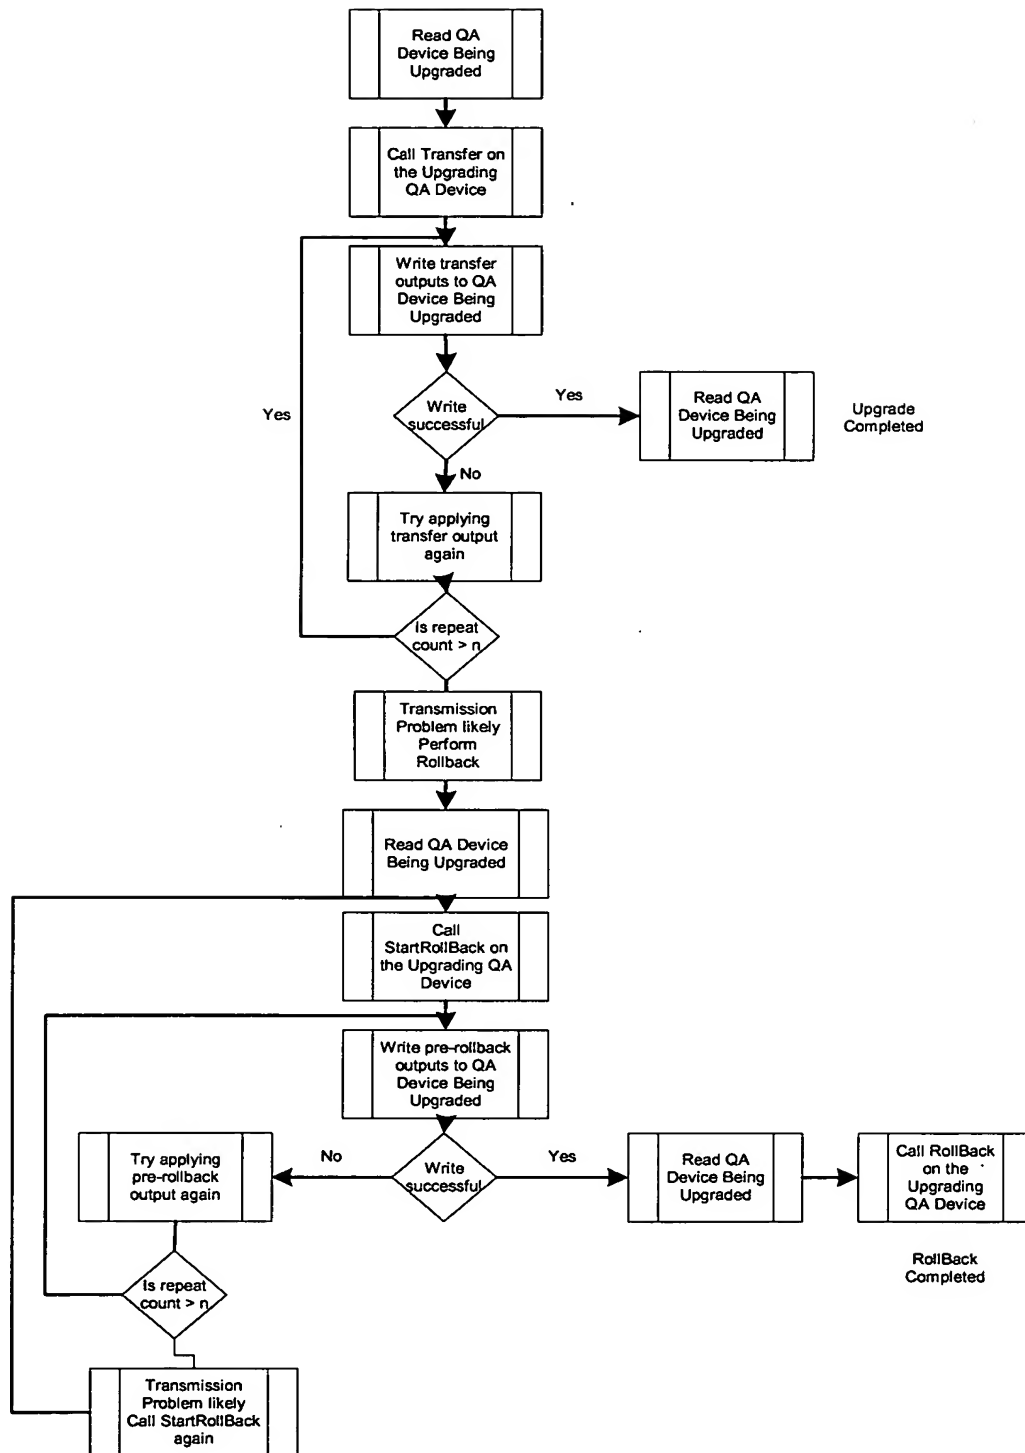 Read QA
Device Being
Upgraded
Call Transfer on
the Upgrading
QA Device
Write transfer
outputs to QA
Device Being
Upgraded
Yes
Write
successful
Yes
Read QA
Device Being
Upgraded
Upgrade
Completed
No
Try applying
transfer output
again
Is repeat
count > n
Transmission
Problem likely
Perform
Rollback
Read QA Device
Being Upgraded
Call
StartRollBack on
the Upgrading QA
Device
Write pre-rollback
outputs to QA
Device Being
Upgraded
Try applying
pre-rollback
output again
No
Write
successful
Yes
Read QA
Device Being
Upgraded
Call RollBack
on the
Upgrading
QA Device
RollBack
Completed
Is repeat
count > n
Transmission
Problem likely
Call StartRollBack
again